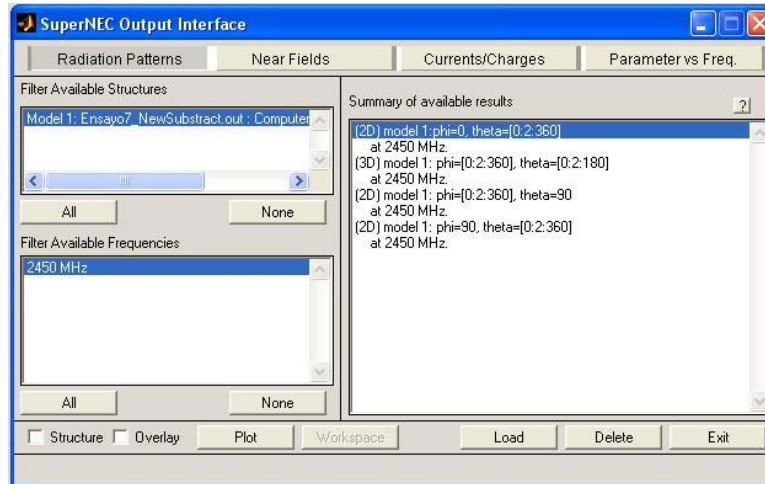 SuperNEC Output Interface
Radiation Patterns Near Fields Currents/Charges Parameter vs Freq.
Filter Available Structures
Model 1: Ensayo7_NewSubstract.out : Computer
All None
Filter Available Frequencies
2450 MHz
All None
Summary of available results ?
(2D) model 1:phi=0, theta=[0:2:360]
at 2450 MHz.
(3D) model 1: phi=[0:2:360], theta=[0:2:180]
at 2450 MHz.
(2D) model 1: phi=[0:2:360], theta=90
at 2450 MHz.
(2D) model 1: phi=90, theta=[0:2:360]
at 2450 MHz.
Structure Overlay Plot Workspace Load Delete Exit